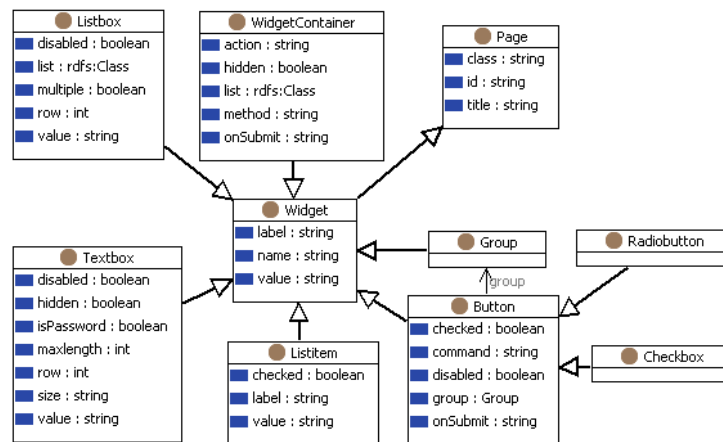 Listbox
disabled : boolean
list : rdfs:Class
multiple : boolean
row : int
value : string
WidgetContainer
action : string
hidden : boolean
list : rdfs:Class
method : string
onSubmit : string
Page
class : string
id : string
title : string
Widget
label : string
name : string
value : string
Group
Radiobutton
group
Textbox
disabled : boolean
hidden : boolean
isPassword : boolean
maxlength : int
row : int
size : string
value : string
Listitem
checked : boolean
label : string
value : string
Button
checked : boolean
command : string
disabled : boolean
group : Group
onSubmit : string
Checkbox